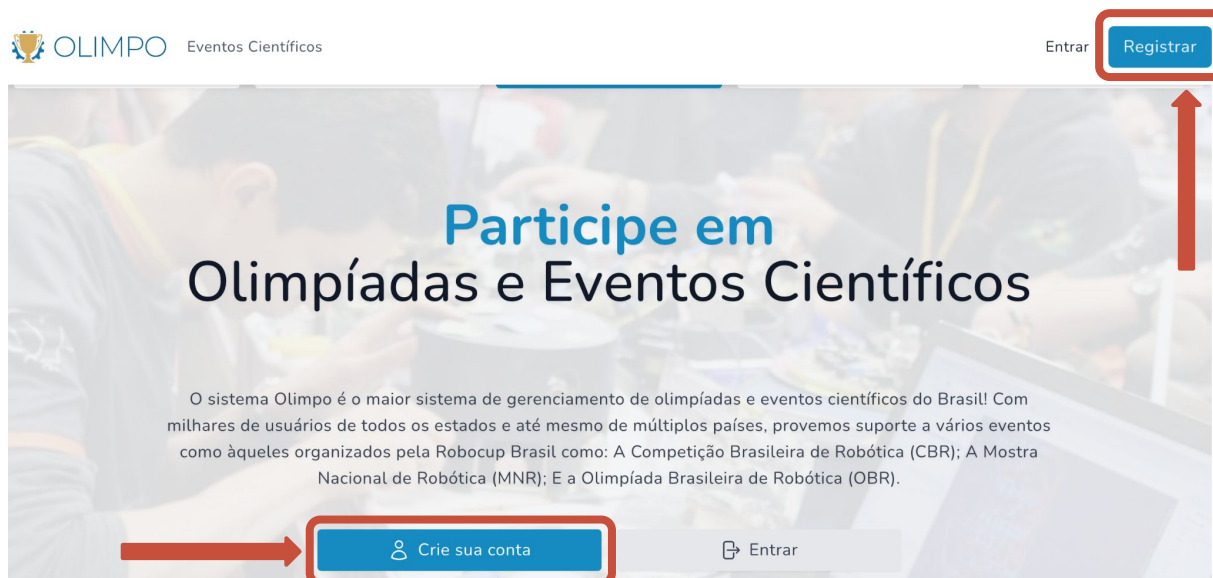 OLIMPO Eventos Científicos Entrar Registrar
Participe em
Olimpíadas e Eventos Científicos
O sistema Olimpo é o maior sistema de gerenciamento de olimpíadas e eventos científicos do Brasil! Com
milhares de usuários de todos os estados e até mesmo de múltiplos países, provemos suporte a vários eventos
como àqueles organizados pela Robocup Brasil como: A Competição Brasileira de Robótica (CBR); A Mostra
Nacional de Robótica (MNR); E a Olimpíada Brasileira de Robótica (OBR).
Crie sua conta Entrar